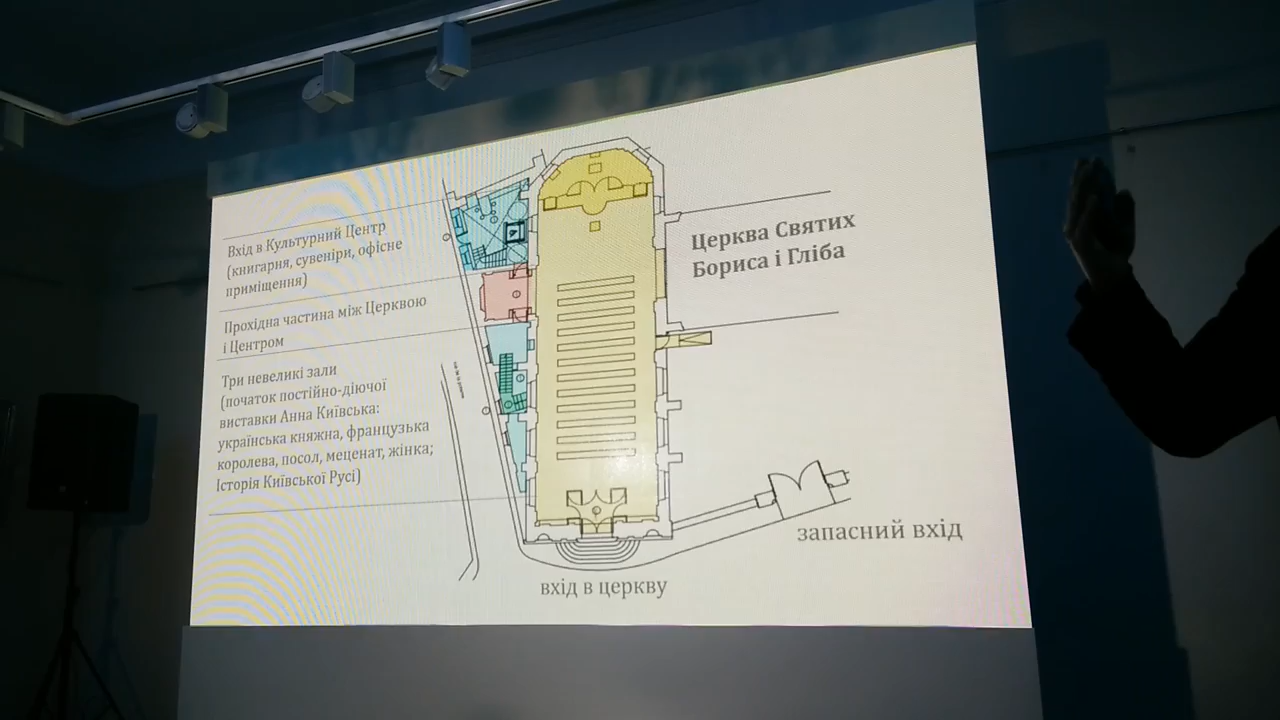 Вхід в Культурний Центр
(книгарня, сувеніри, офісне
приміщення)
Прохідна частина між Церквою
і Центром
Три невеликі зали
(початок постійно-діючої
виставки Анна Київська:
українська княжна, французька
королева, посол, меценат, жінка;
Історія Київської Русі)
Церква Святих
Бориса і Гліба
запасний вхід
вхід в церкву